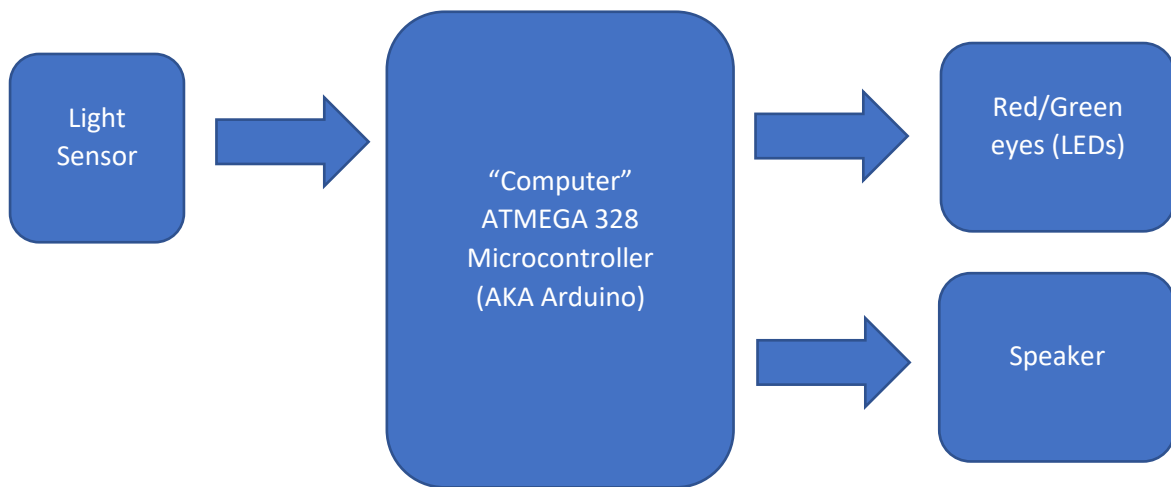 Light
Sensor
“Computer”
ATMEGA 328
Microcontroller
(AKA Arduino)
Red/Green
eyes (LEDs)
Speaker